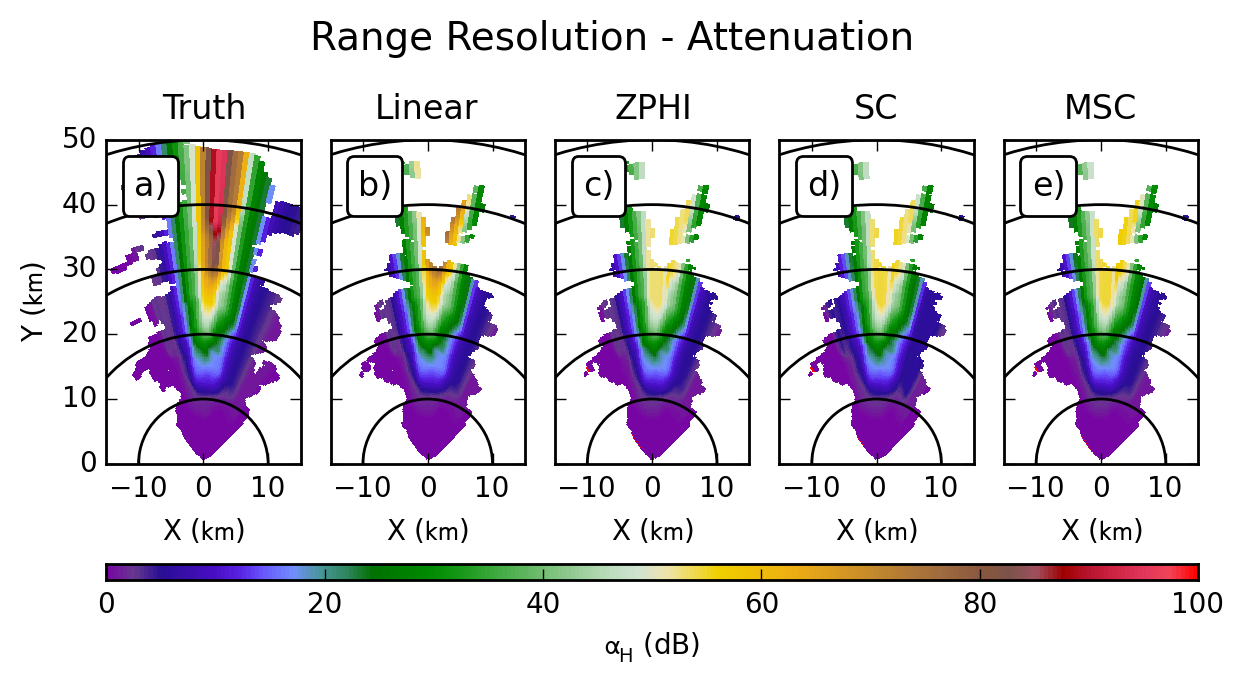 Range Resolution - Attenuation
Truth Linear ZPHI SC MSC
50
40
30
20
10
0
Y (km)
a) b) c) d) e)
−10 0 10 −10 0 10 −10 0 10 −10 0 10 −10 0 10
X (km) X (km) X (km) X (km) X (km)
0 20 40 60 80 100
αH (dB)